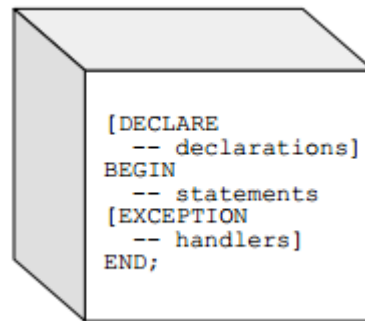 [DECLARE
-- declarations]
BEGIN
-- statements
[EXCEPTION
-- handlers]
END;